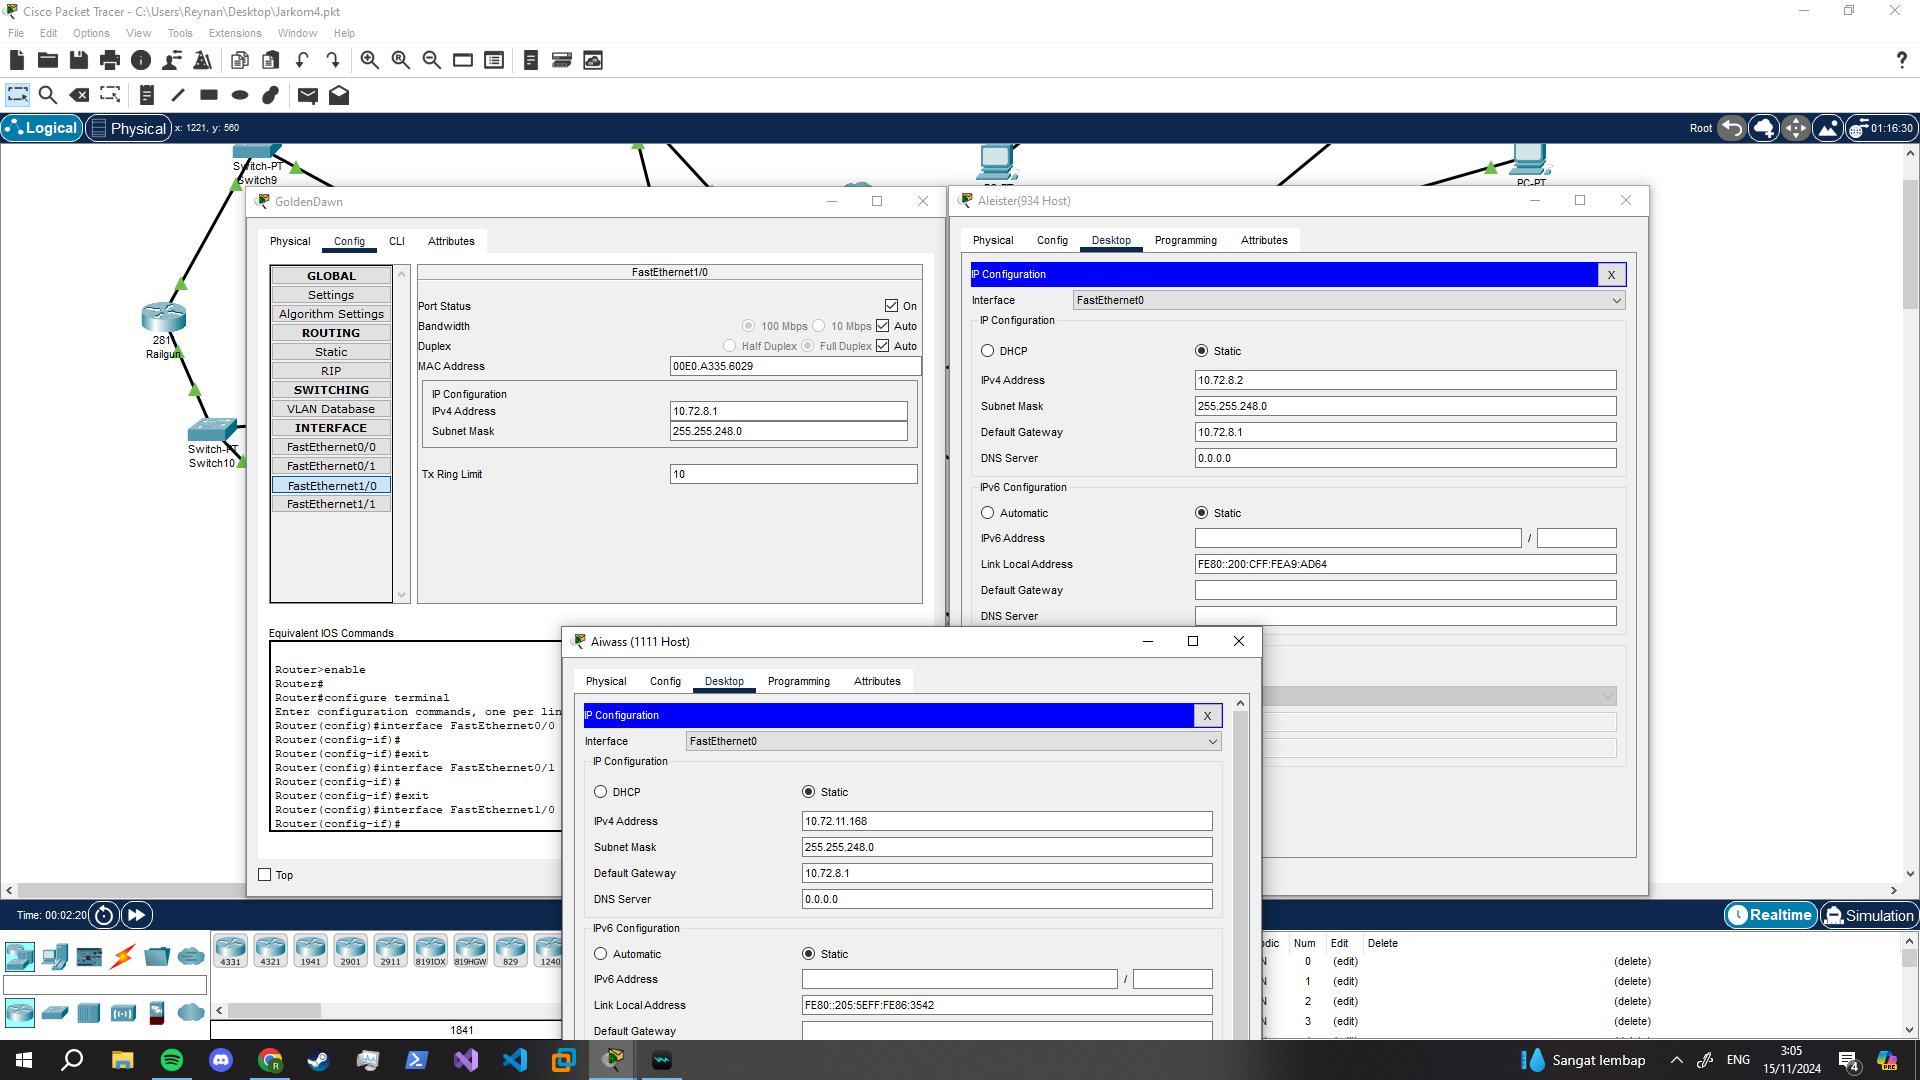 Cisco Packet Tracer - C:\Users\Reynan\Desktop\Jarkom4.pkt
File Edit Options View Tools Extensions Window Help
Logical Physical x: 1221, y: 560 Root 01:16:30
Switch-PT
Switch9
281
Railgun
Switch-PT
Switch10
PC-PT
GoldenDawn
Physical Config CLI Attributes
GLOBAL
Settings
Algorithm Settings
ROUTING
Static
RIP
SWITCHING
VLAN Database
INTERFACE
FastEthernet0/0
FastEthernet0/1
FastEthernet1/0
FastEthernet1/1
FastEthernet1/0
Port Status On
Bandwidth 100 Mbps 10 Mbps Auto
Duplex Half Duplex Full Duplex Auto
MAC Address 00E0.A335.6029
IP Configuration
IPv4 Address 10.72.8.1
Subnet Mask 255.255.248.0
Tx Ring Limit 10
Equivalent IOS Commands
Router>enable
Router#
Router#configure terminal
Enter configuration commands, one per lin
Router(config)#interface FastEthernet0/0
Router(config-if)#
Router(config-if)#exit
Router(config)#interface FastEthernet0/1
Router(config-if)#
Router(config-if)#exit
Router(config)#interface FastEthernet1/0
Router(config-if)#
Top
Aleister(934 Host)
Physical Config Desktop Programming Attributes
IP Configuration X
Interface FastEthernet0
IP Configuration
DHCP Static
IPv4 Address 10.72.8.2
Subnet Mask 255.255.248.0
Default Gateway 10.72.8.1
DNS Server 0.0.0.0
IPv6 Configuration
Automatic Static
IPv6 Address /
Link Local Address FE80::200:CFF:FEA9:AD64
Default Gateway
DNS Server
Aiwass (1111 Host)
Physical Config Desktop Programming Attributes
IP Configuration X
Interface FastEthernet0
IP Configuration
DHCP Static
IPv4 Address 10.72.11.168
Subnet Mask 255.255.248.0
Default Gateway 10.72.8.1
DNS Server 0.0.0.0
IPv6 Configuration
Automatic Static
IPv6 Address /
Link Local Address FE80::205:5EFF:FE86:3542
Default Gateway
Time: 00:02:20 Realtime Simulation
4331 4321 1941 2901 2911 819IOX 819HGW 829 1240
1841
odic Num Edit Delete
N 0 (edit) (delete)
N 1 (edit) (delete)
N 2 (edit) (delete)
N 3 (edit) (delete)
Sangat lembap ENG 3:05
15/11/2024 4